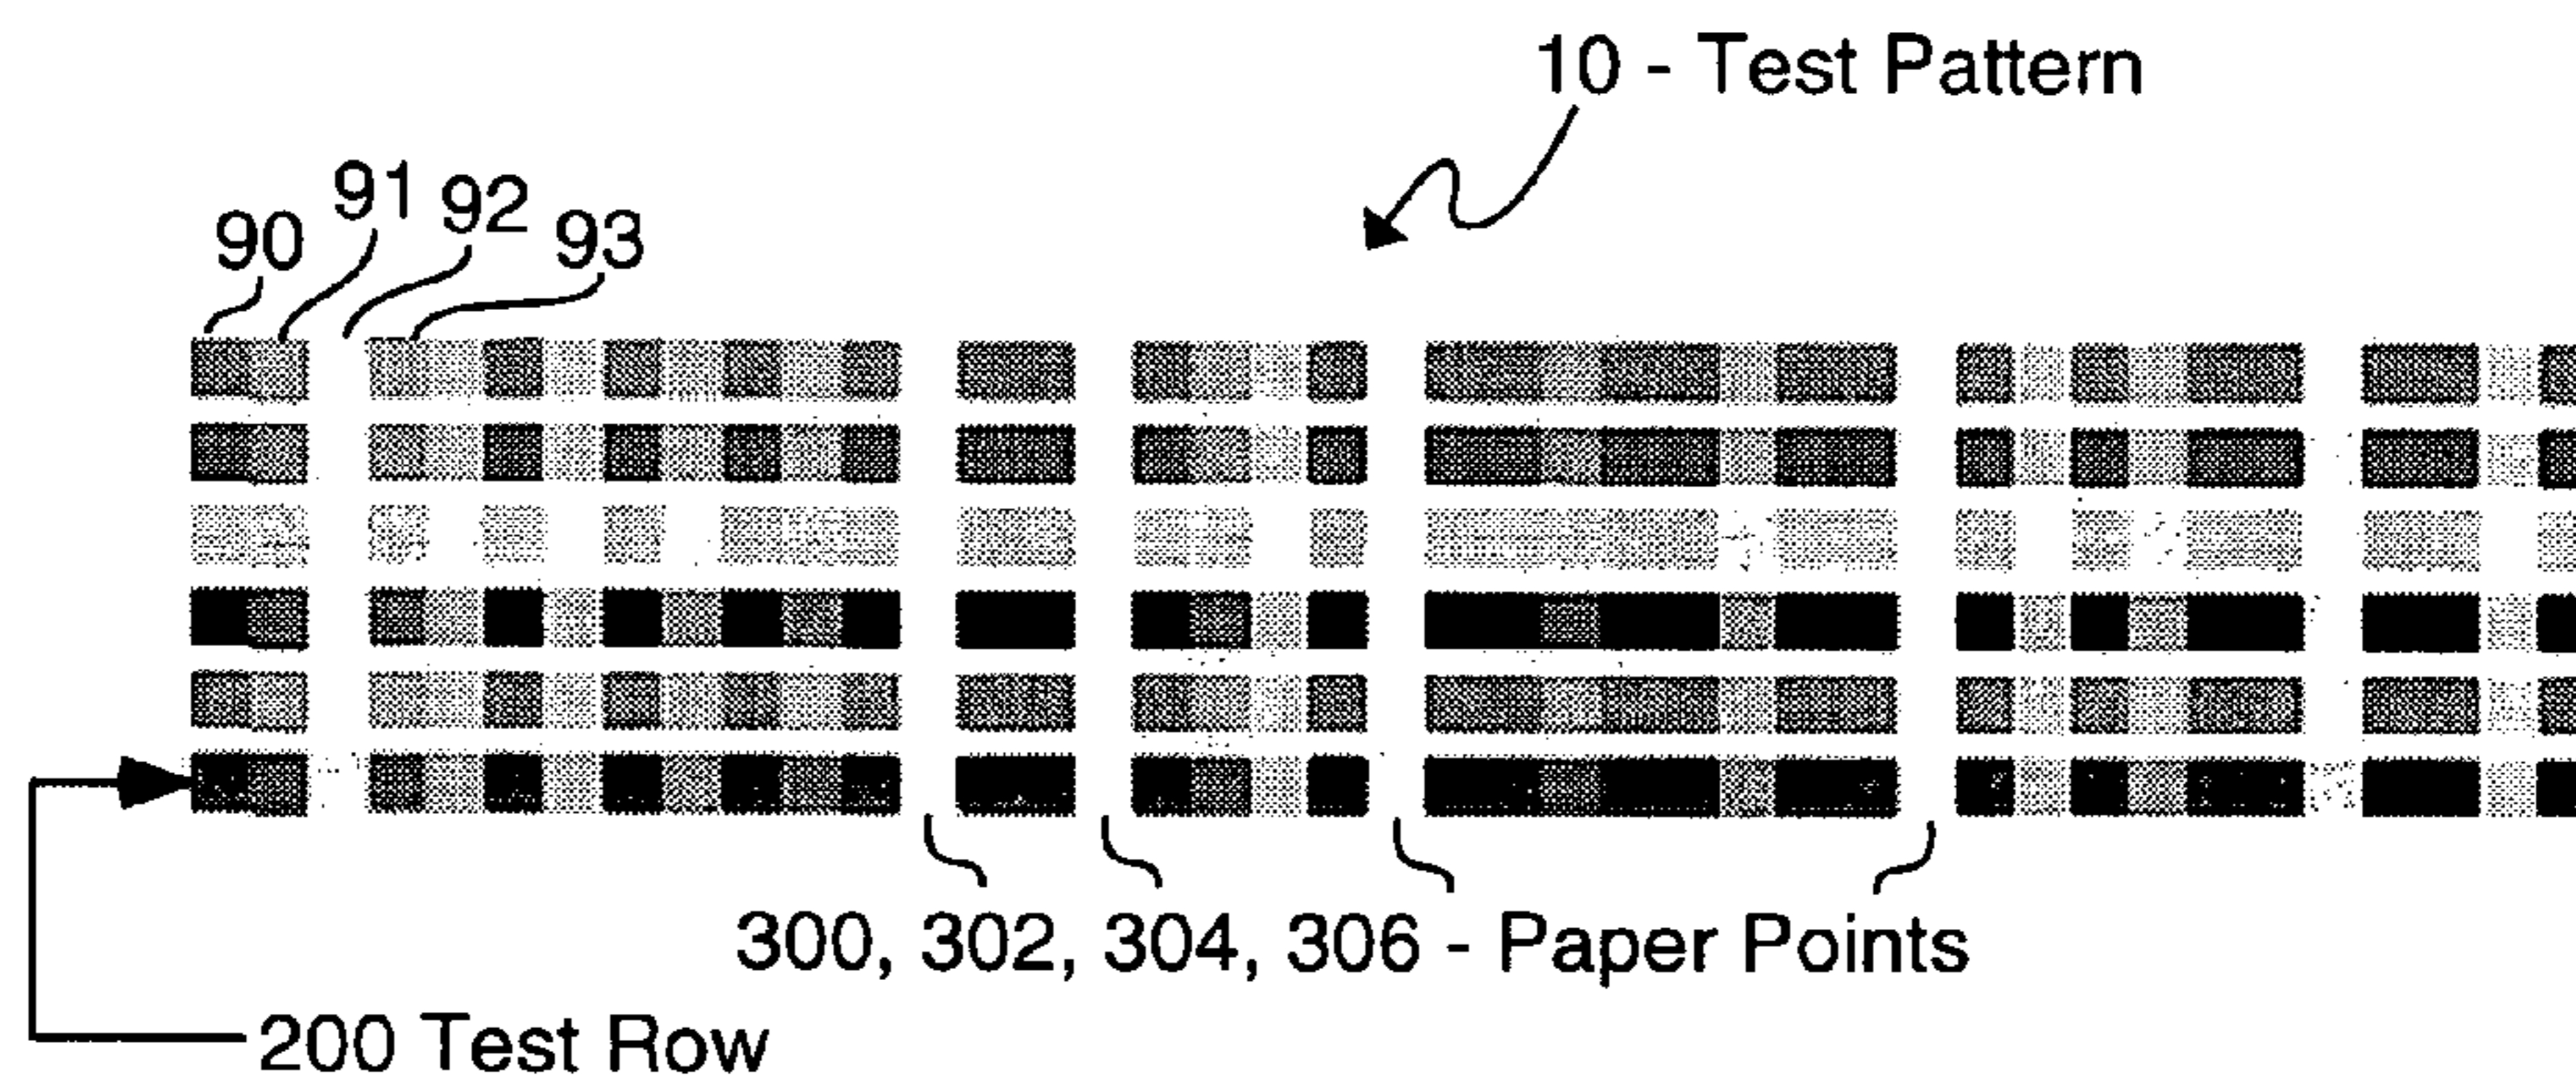 10 - Test Pattern
90 91 92 93
300, 302, 304, 306 - Paper Points
200 Test Row